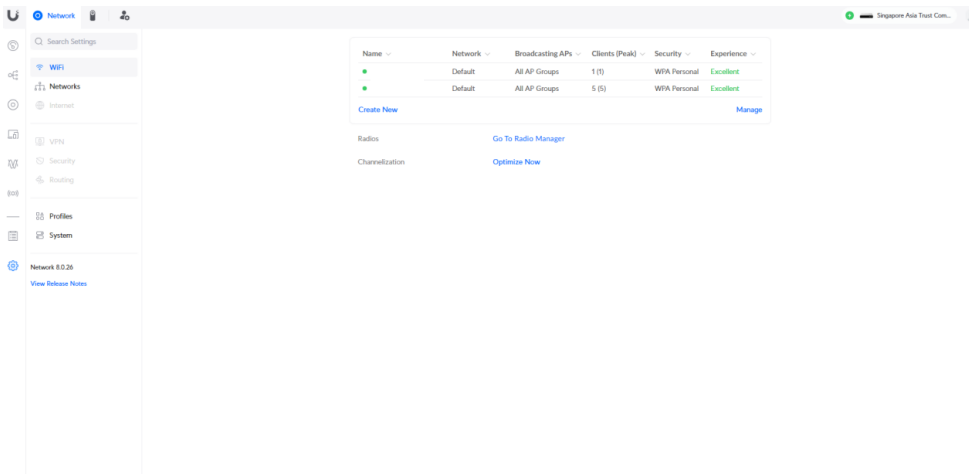 Network
Singapore Asia Trust Com...
Search Settings
WiFi
Networks
Internet
VPN
Security
Routing
Profiles
System
Network 8.0.26
View Release Notes
Name Network Broadcasting APs Clients (Peak) Security Experience
Default All AP Groups 1 (1) WPA Personal Excellent
Default All AP Groups 5 (5) WPA Personal Excellent
Create New Manage
Radios Go To Radio Manager
Channelization Optimize Now